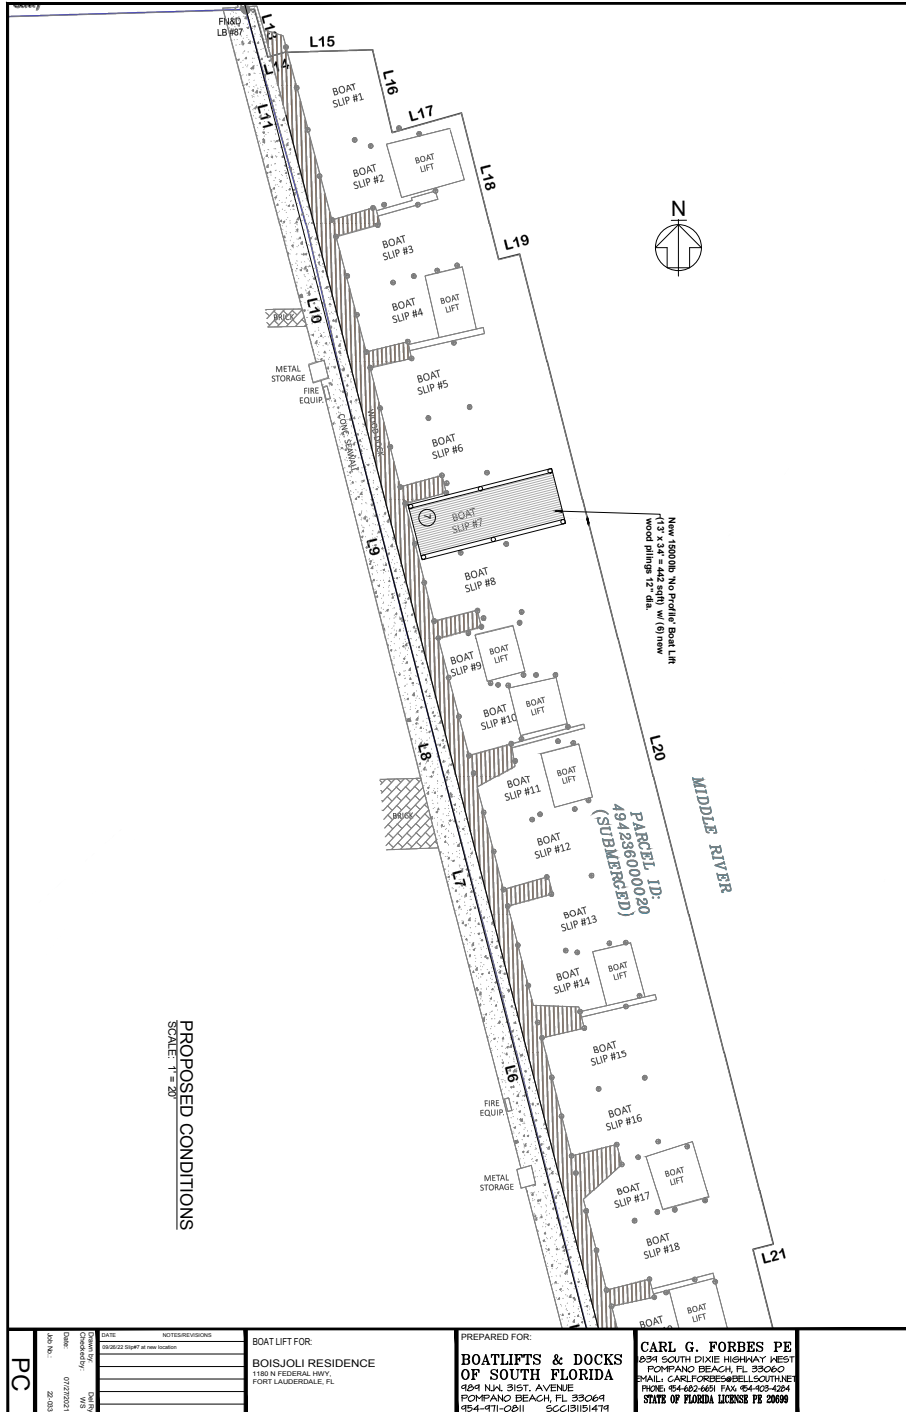 FN&D
LB #87
L13
L14
L15
L16
L17
L18
L19
L11
BOAT
SLIP #1
BOAT
SLIP #2
BOAT
LIFT
BOAT
SLIP #3
N
BOAT
SLIP #4
BOAT
LIFT
L10
BRICK
METAL
STORAGE
FIRE
EQUIP.
BOAT
SLIP #5
CONC. SEAWALL
WOOD DOCK
BOAT
SLIP #6
7
BOAT
SLIP #7
New 15000lb 'No Profile' Boat Lift
(13' x 34' = 442 sqft) w/ (6) new
wood pilings 12" dia.
L9
BOAT
SLIP #8
BOAT
SLIP #9
BOAT
LIFT
BOAT
SLIP #10
BOAT
LIFT
L8
L20
BOAT
SLIP #11
BOAT
LIFT
MIDDLE RIVER
PARCEL ID:
494236000020
(SUBMERGED)
BRICK
BOAT
SLIP #12
L7
BOAT
SLIP #13
BOAT
SLIP #14
BOAT
LIFT
PROPOSED CONDITIONS
SCALE: 1" = 20'
BOAT
SLIP #15
L6
FIRE
EQUIP.
BOAT
SLIP #16
METAL
STORAGE
BOAT
SLIP #17
BOAT
LIFT
BOAT
SLIP #18
L21
BOAT
BOAT
LIFT
PC
Drawn by:
Checked by: WS
Date: 07/27/2021
Job No.: 22-033
DATE NOTES/REVISIONS
09/26/22 Slip#7 at new location
BOAT LIFT FOR:
BOISJOLI RESIDENCE
1180 N FEDERAL HWY,
FORT LAUDERDALE, FL
PREPARED FOR:
BOATLIFTS & DOCKS
OF SOUTH FLORIDA
989 N.W. 31ST. AVENUE
POMPANO BEACH, FL 33069
954-971-0811 SCC131151479
CARL G. FORBES PE
839 SOUTH DIXIE HIGHWAY WEST
POMPANO BEACH, FL 33060
EMAIL: CARLFORBES@BELLSOUTH.NET
PHONE: 954-682-6651 FAX: 954-903-4284
STATE OF FLORIDA LICENSE PE 20699